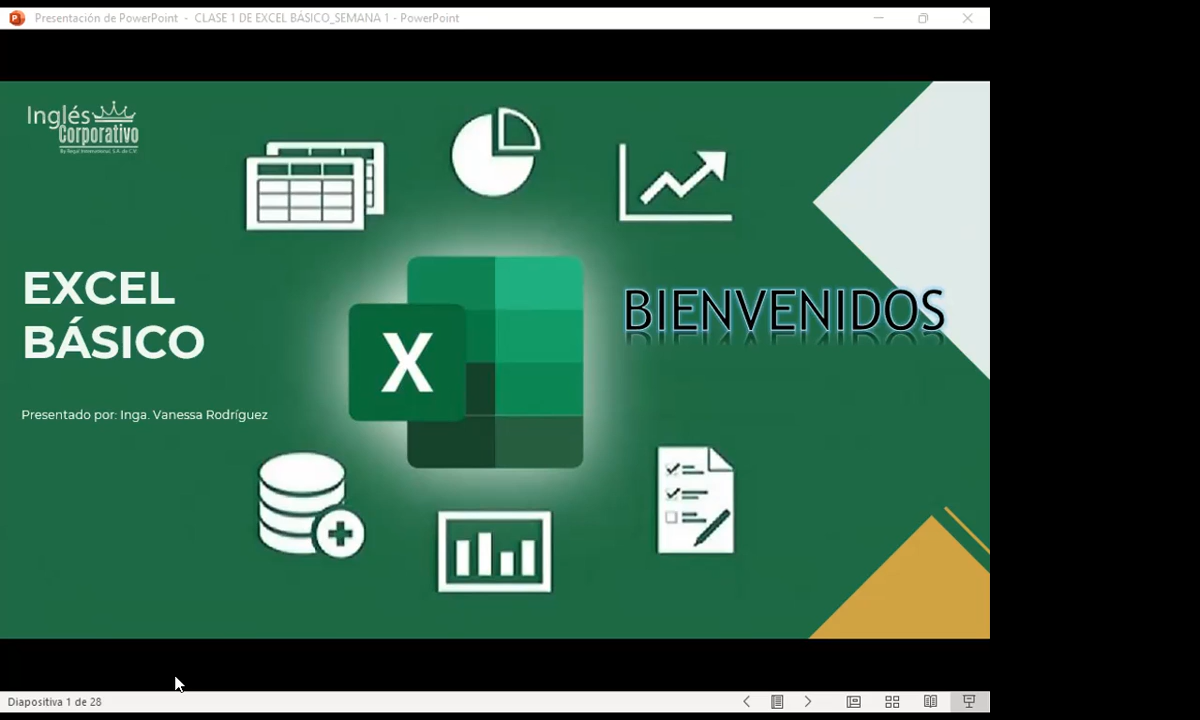 Presentación de PowerPoint - CLASE 1 DE EXCEL BÁSICO_SEMANA 1 - PowerPoint
Inglés
Corporativo
EXCEL
BÁSICO
X
BIENVENIDOS
Presentado por: Inga. Vanessa Rodríguez
Diapositiva 1 de 28